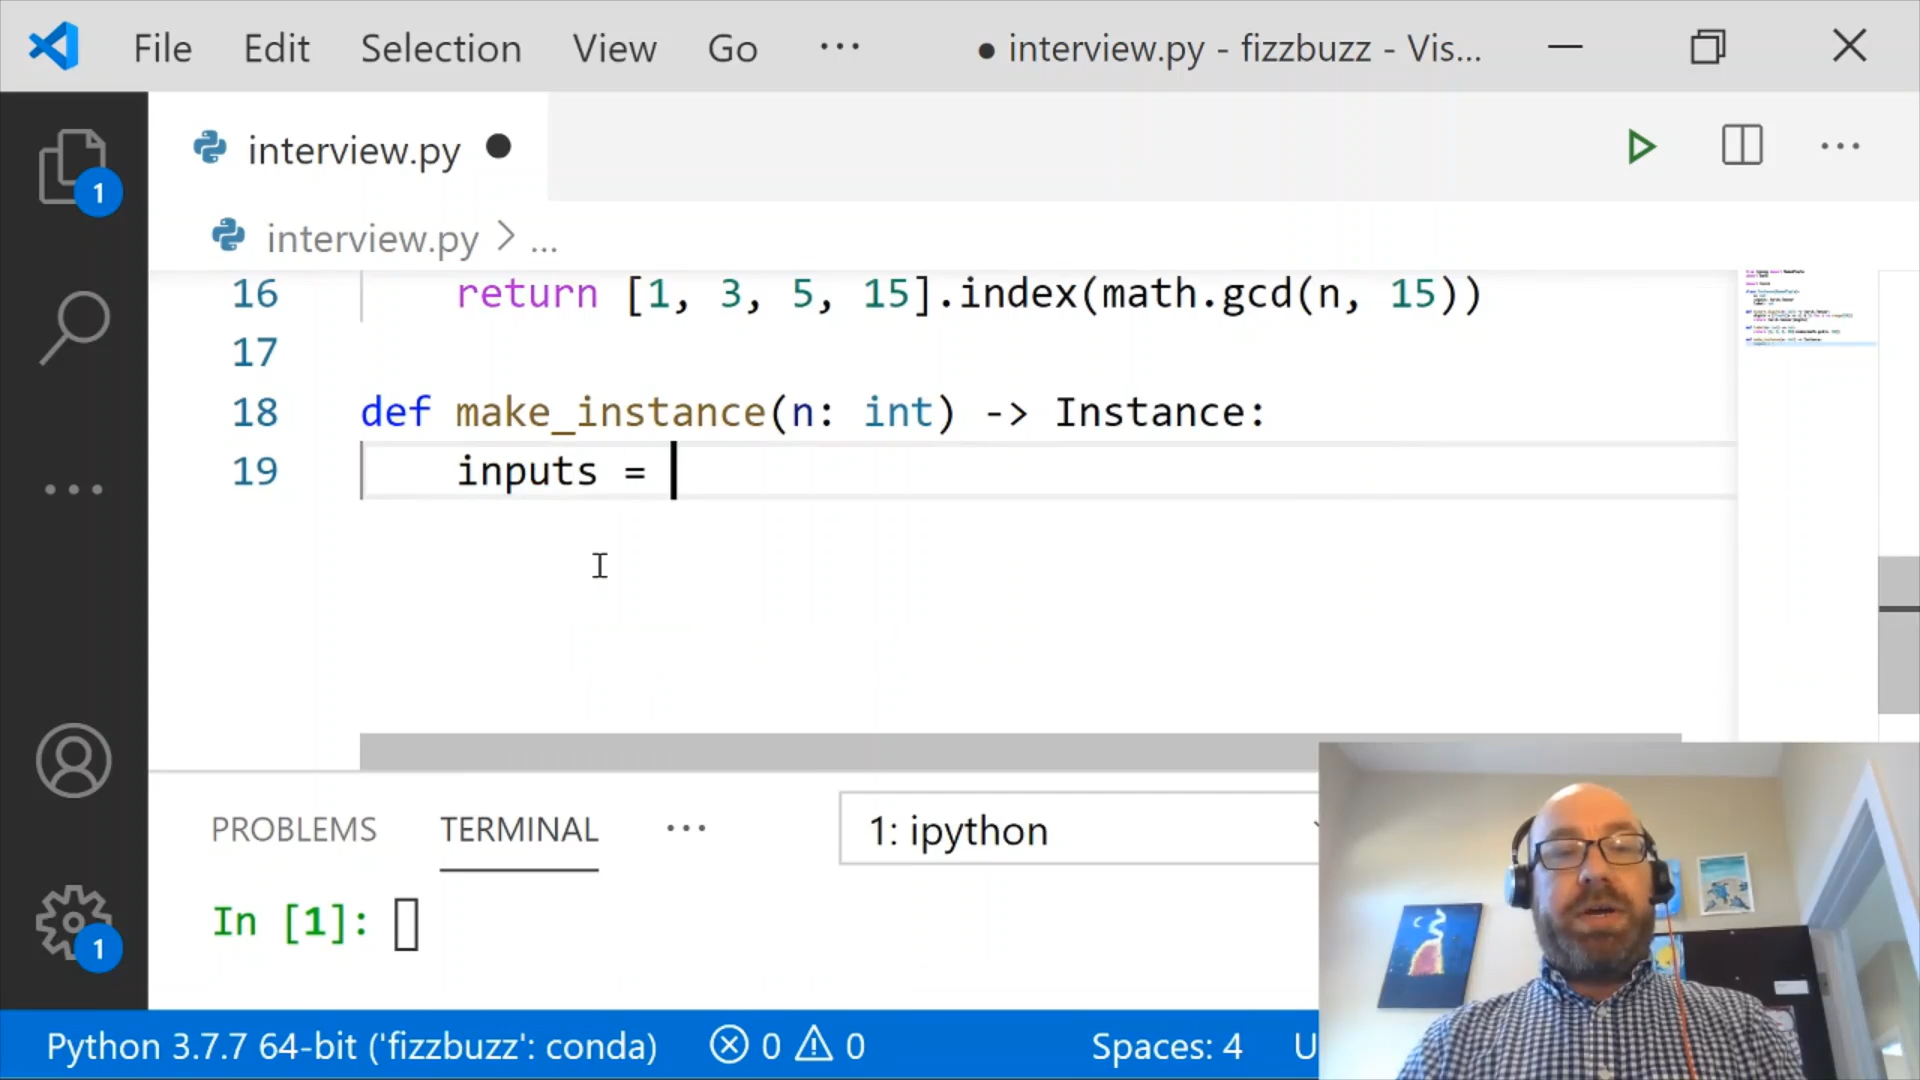 File Edit Selection View Go ··· ● interview.py - fizzbuzz - Vis...
interview.py ●
1
interview.py > ...
16 return [1, 3, 5, 15].index(math.gcd(n, 15))
17
18 def make_instance(n: int) -> Instance:
19 inputs =
PROBLEMS TERMINAL ··· 1: ipython
In [1]:
1
Python 3.7.7 64-bit ('fizzbuzz': conda) 0 0 Spaces: 4 U